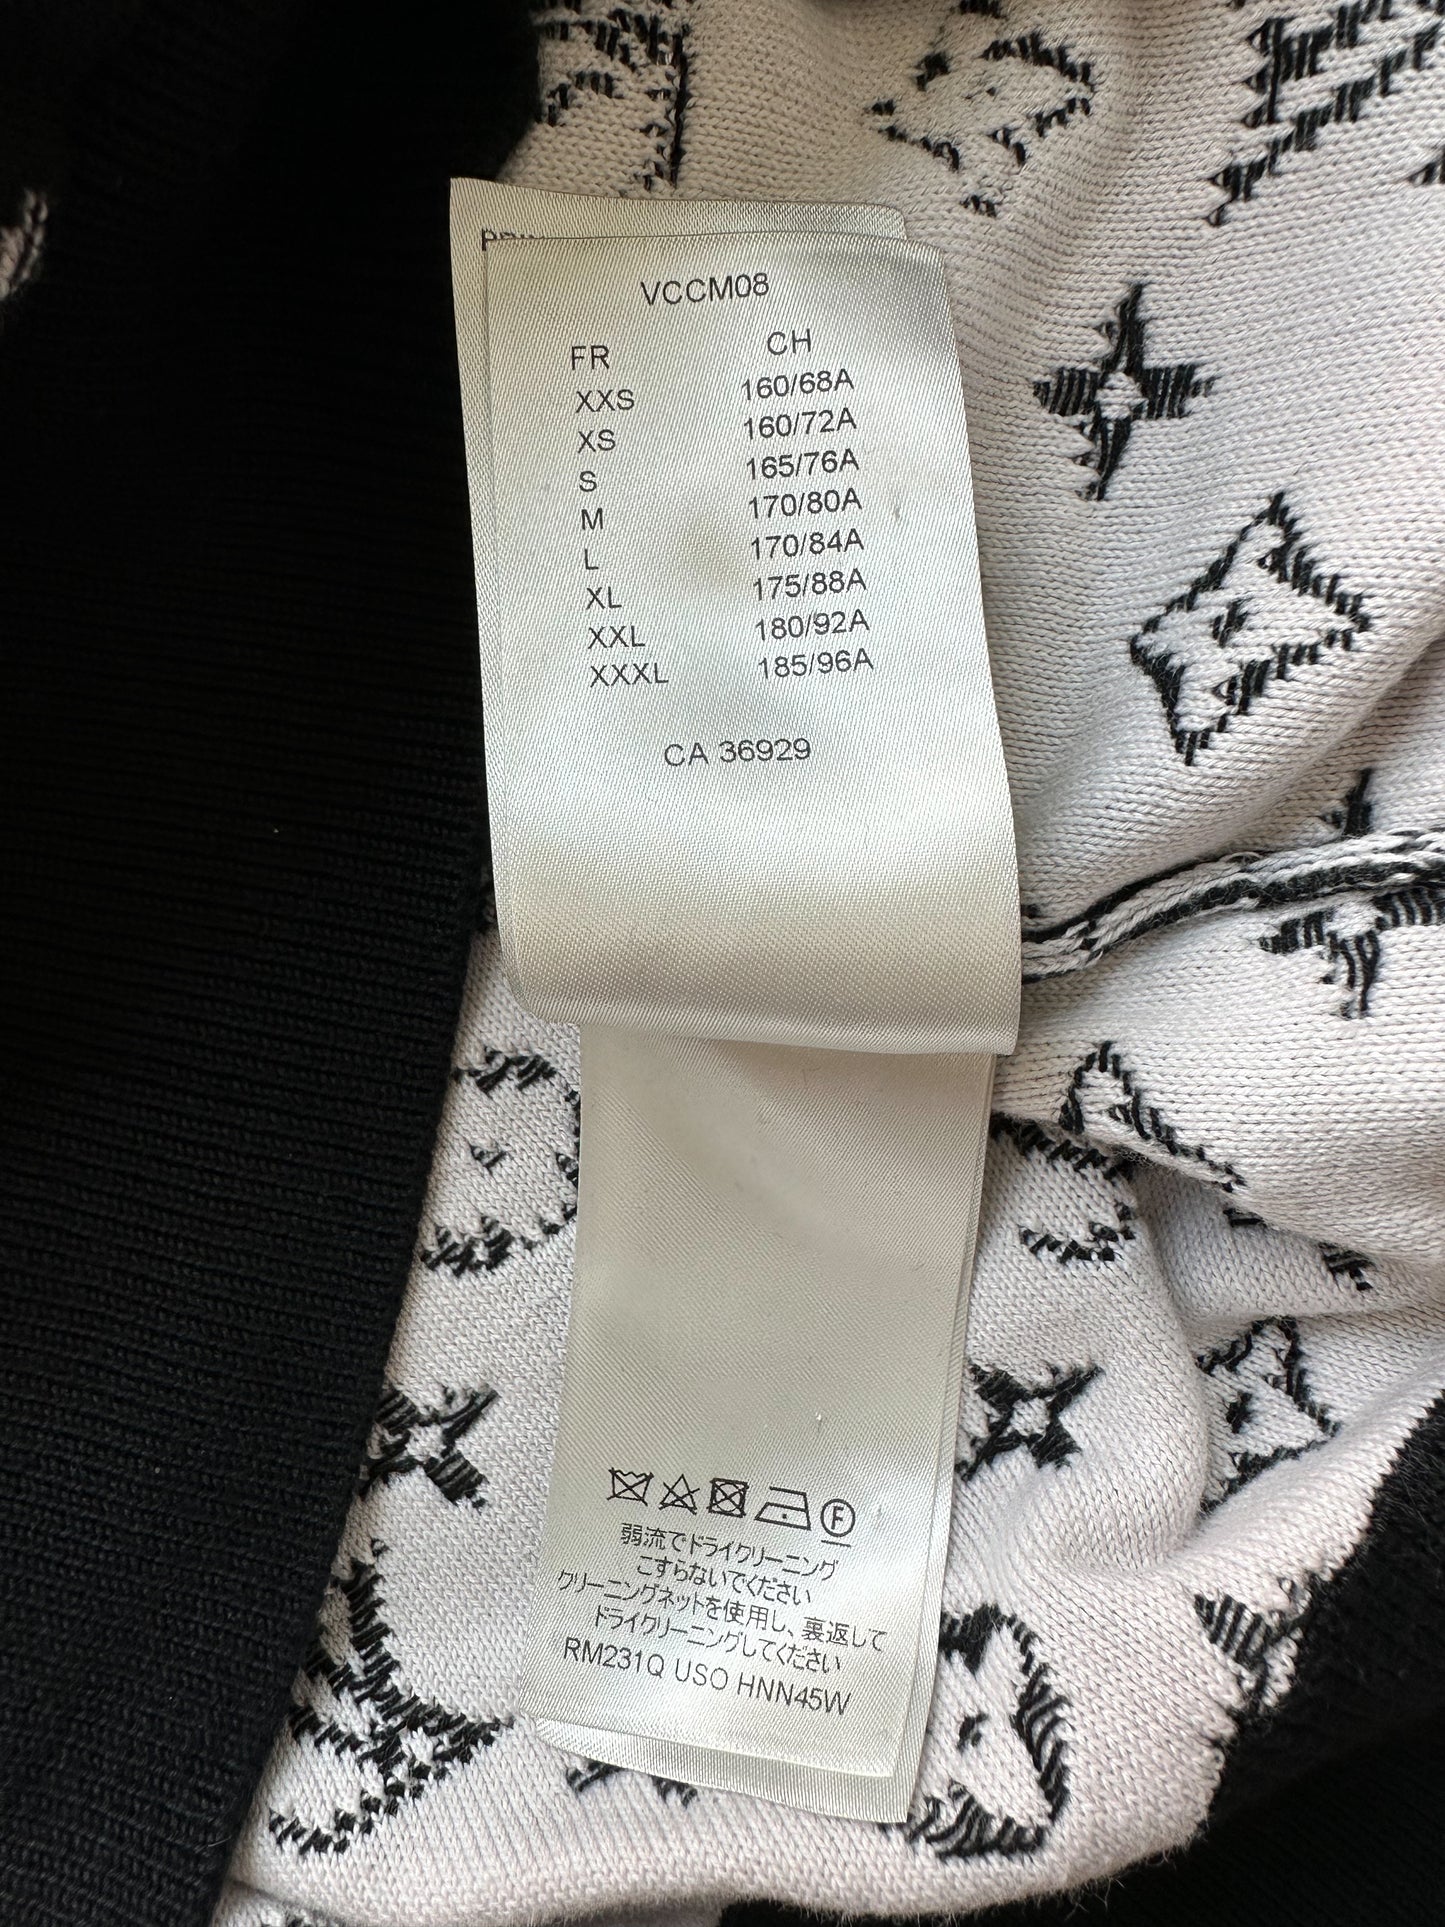 VCCM08
FR CH
XXS 160/68A
XS 160/72A
S 165/76A
M 170/80A
L 170/84A
XL 175/88A
XXL 180/92A
XXXL 185/96A
CA 36929
F
弱流でドライクリーニング
こすらないでください
クリーニングネットを使用し、裏返して
ドライクリーニングしてください
RM231Q USO HNN45W